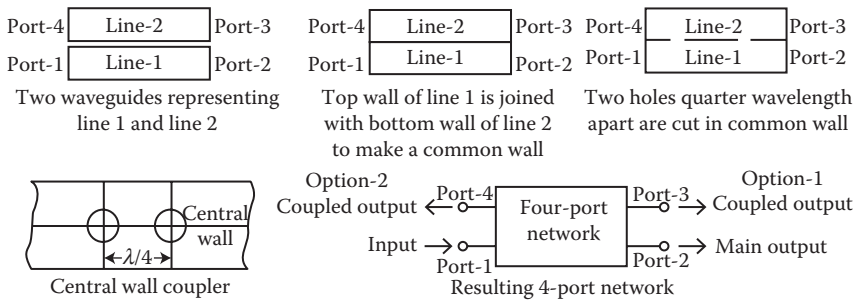 Port-4 Line-2 Port-3
Port-1 Line-1 Port-2
Two waveguides representing
line 1 and line 2
Port-4 Line-2 Port-3
Port-1 Line-1 Port-2
Top wall of line 1 is joined
with bottom wall of line 2
to make a common wall
Port-4 Line-2 Port-3
Port-1 Line-1 Port-2
Two holes quarter wavelength
apart are cut in common wall
Central
wall
λ/4
Central wall coupler
Option-2
Coupled output
Port-4
Input
Port-1
Four-port
network
Port-3
Option-1
Coupled output
Port-2
Main output
Resulting 4-port network